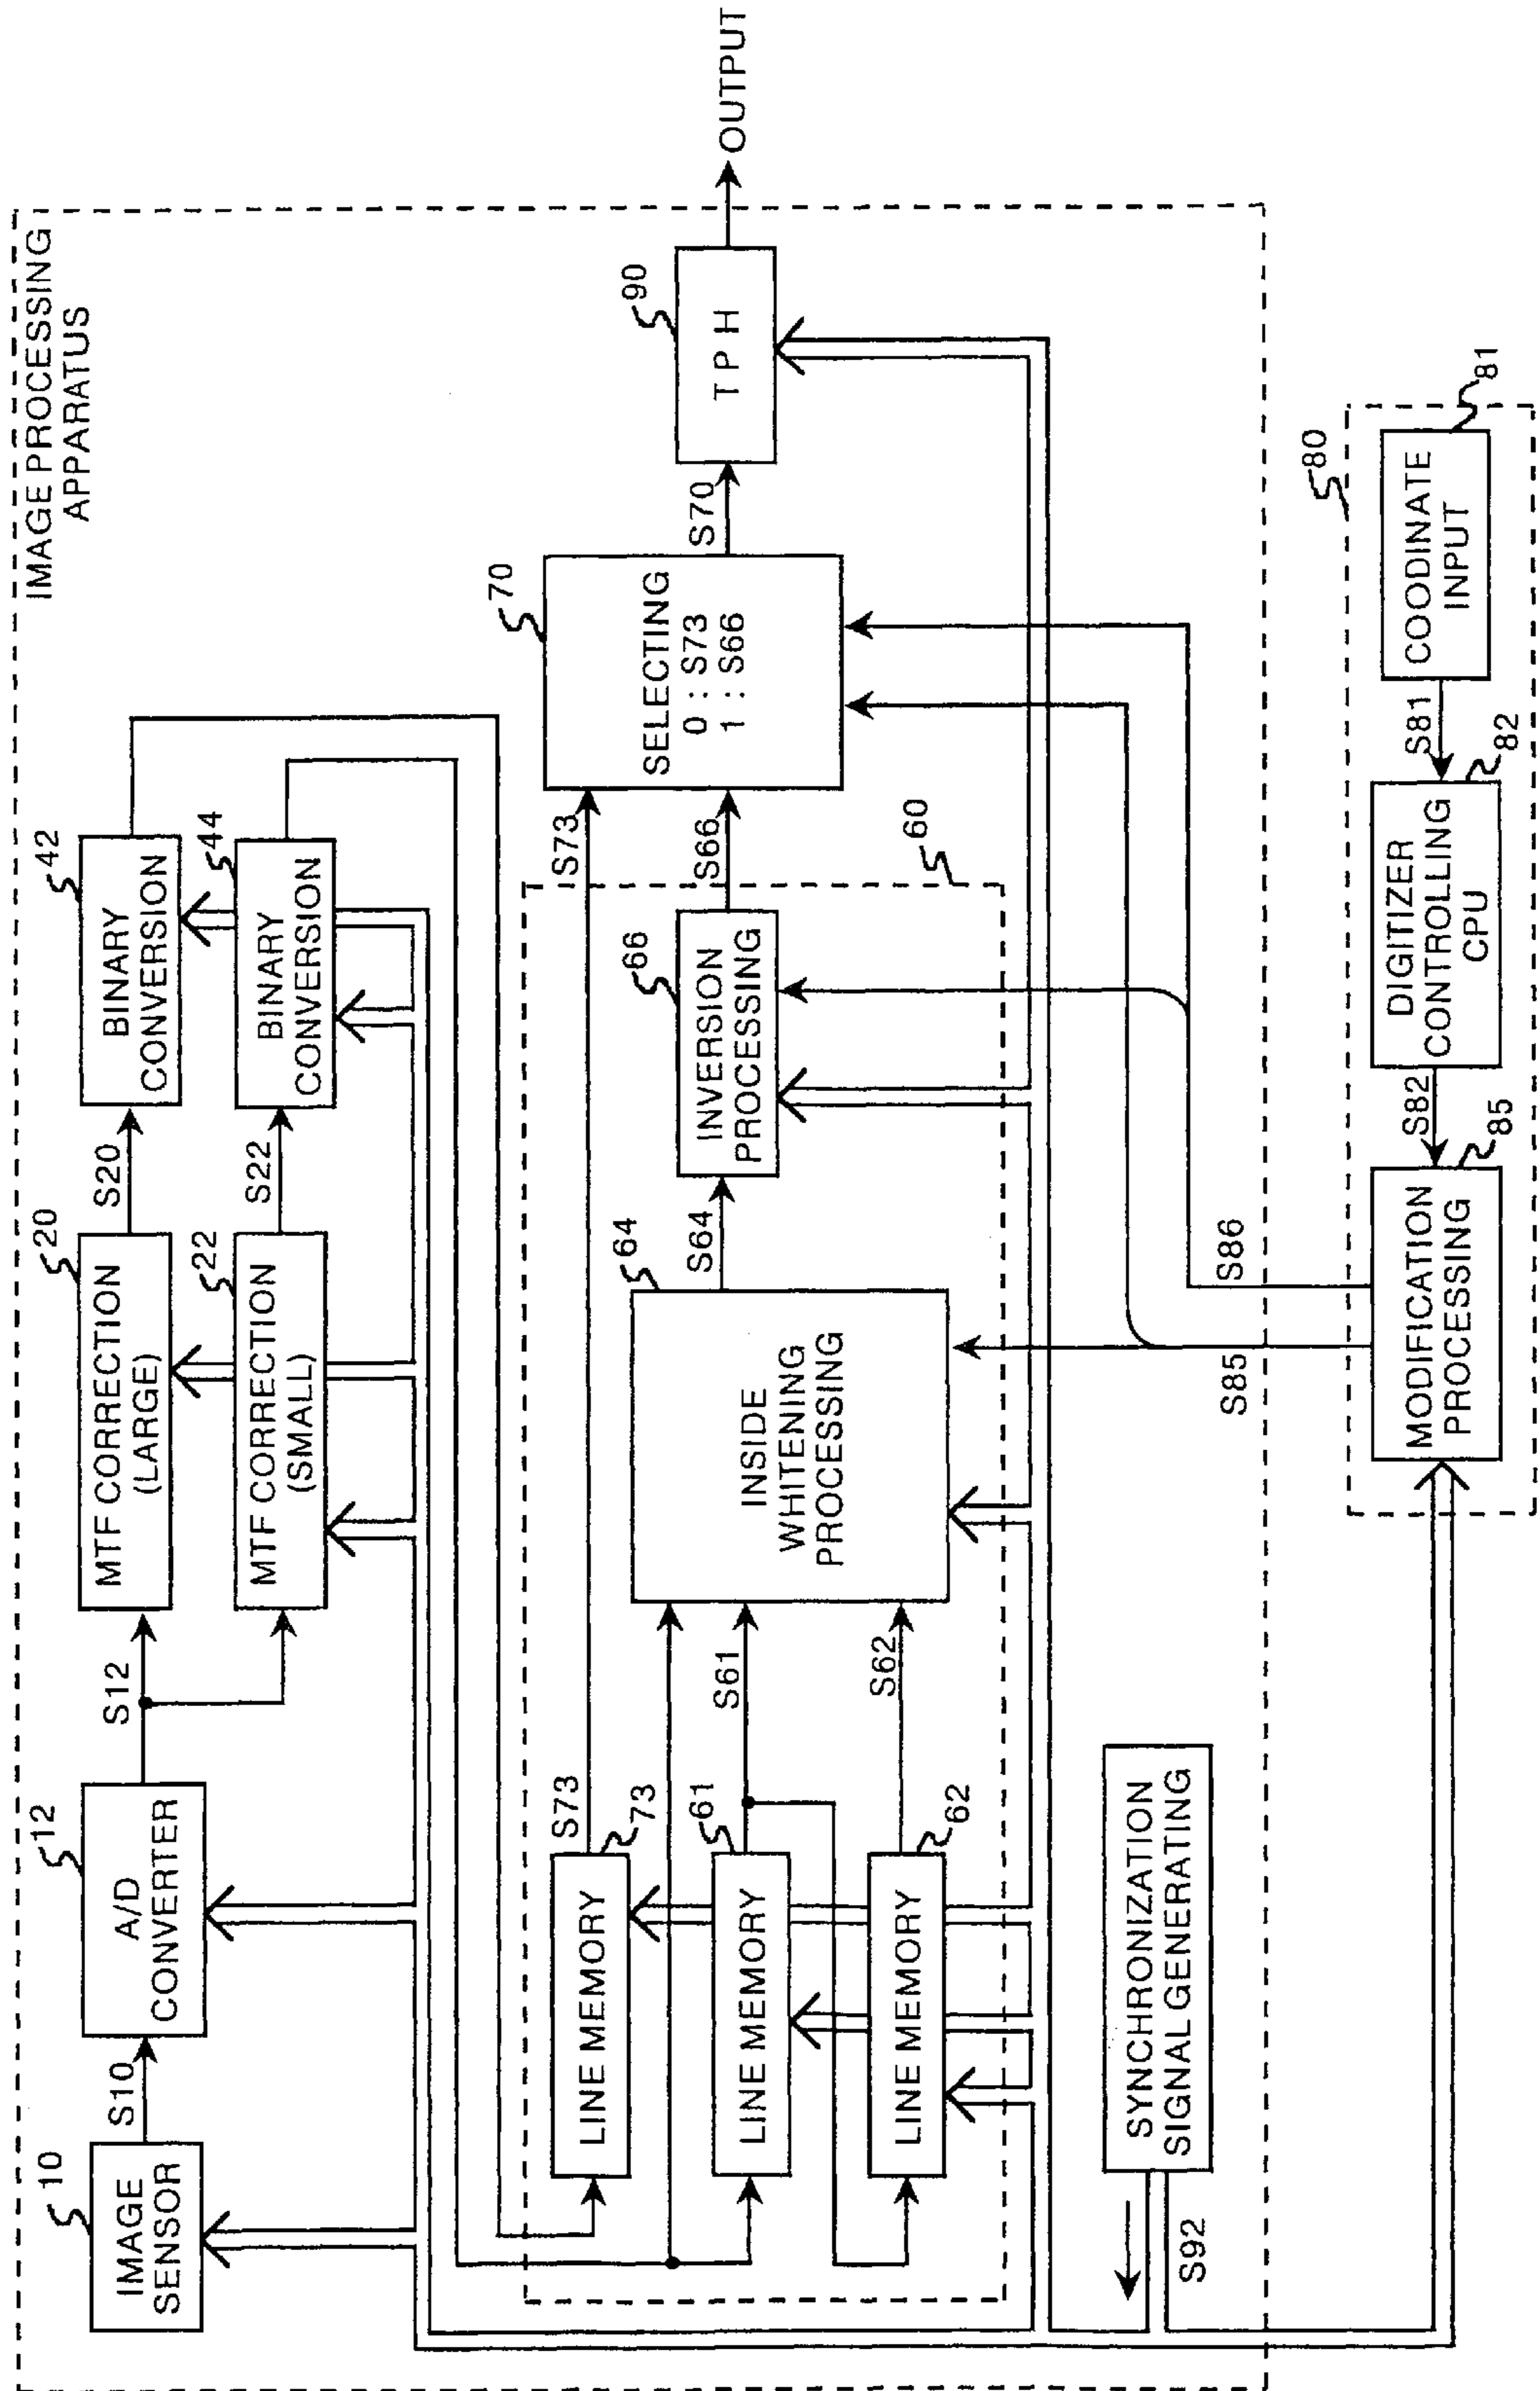 IMAGE PROCESSING
APPARATUS
10
IMAGE
SENSOR
S10
12
A/D
CONVERTER
S12
20
MTF CORRECTION
(LARGE)
S20
42
BINARY
CONVERSION
22
MTF CORRECTION
(SMALL)
S22
44
BINARY
CONVERSION
LINE MEMORY
73
S73
S73
LINE MEMORY
61
S61
LINE MEMORY
62
S62
64
INSIDE
WHITENING
PROCESSING
S64
66
INVERSION
PROCESSING
S66
60
70
SELECTING
0 : S73
1 : S66
S70
90
TPH
OUTPUT
SYNCHRONIZATION
SIGNAL GENERATING
S92
S85
S86
80
MODIFICATION
PROCESSING
85
S82
DIGITIZER
CONTROLLING
CPU
82
S81
COODINATE
INPUT
81